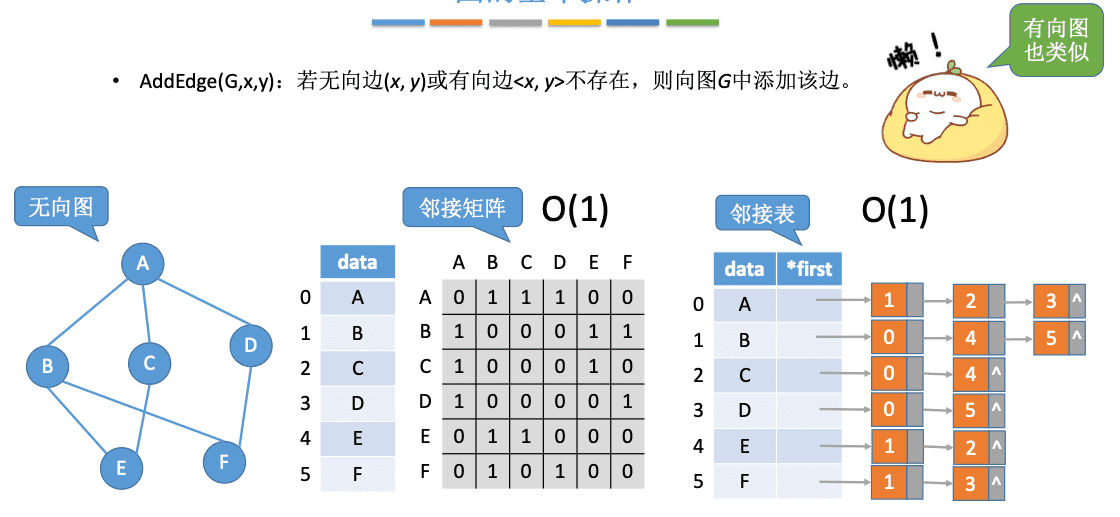 有向图
也类似
懒！
• AddEdge(G,x,y)：若无向边(x, y)或有向边<x, y>不存在，则向图G中添加该边。
无向图
A
B
C
D
E
F
data
0 A
1 B
2 C
3 D
4 E
5 F
邻接矩阵 O(1)
A B C D E F
A 0 1 1 1 0 0
B 1 0 0 0 1 1
C 1 0 0 0 1 0
D 1 0 0 0 0 1
E 0 1 1 0 0 0
F 0 1 0 1 0 0
邻接表 O(1)
data *first
0 A 1 2 3 ^
1 B 0 4 5 ^
2 C 0 4 ^
3 D 0 5 ^
4 E 1 2 ^
5 F 1 3 ^